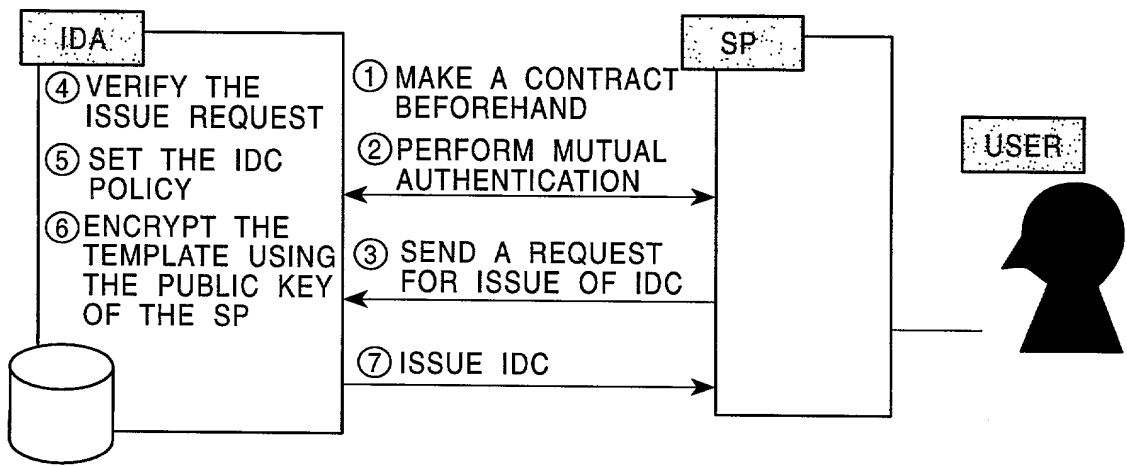 IDA
④ VERIFY THE
ISSUE REQUEST
⑤ SET THE IDC
POLICY
⑥ ENCRYPT THE
TEMPLATE USING
THE PUBLIC KEY
OF THE SP
① MAKE A CONTRACT
BEFOREHAND
② PERFORM MUTUAL
AUTHENTICATION
③ SEND A REQUEST
FOR ISSUE OF IDC
⑦ ISSUE IDC
SP
USER